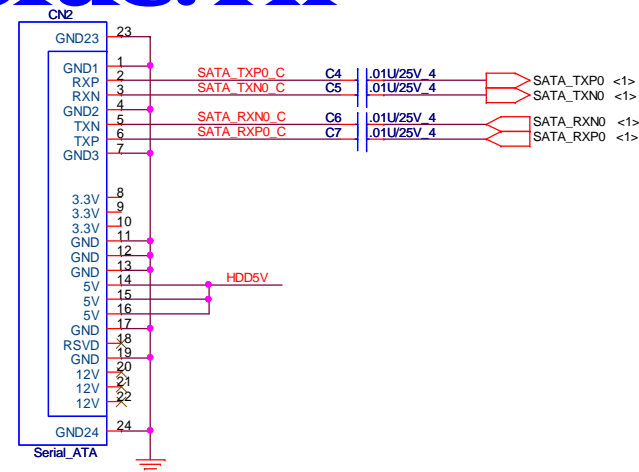 CN2
GND23 23
GND1 1
RXP 2 SATA_TXP0_C C4 .01U/25V_4 SATA_TXP0 <1>
RXN 3 SATA_TXN0_C C5 .01U/25V_4 SATA_TXN0 <1>
GND2 4
TXN 5 SATA_RXN0_C C6 .01U/25V_4 SATA_RXN0 <1>
TXP 6 SATA_RXP0_C C7 .01U/25V_4 SATA_RXP0 <1>
GND3 7
3.3V 8
3.3V 9
3.3V 10
GND 11
GND 12
GND 13
5V 14 HDD5V
5V 15
5V 16
GND 17
RSVD 18
GND 19
12V 20
12V 21
12V 22
GND24 24
Serial_ATA